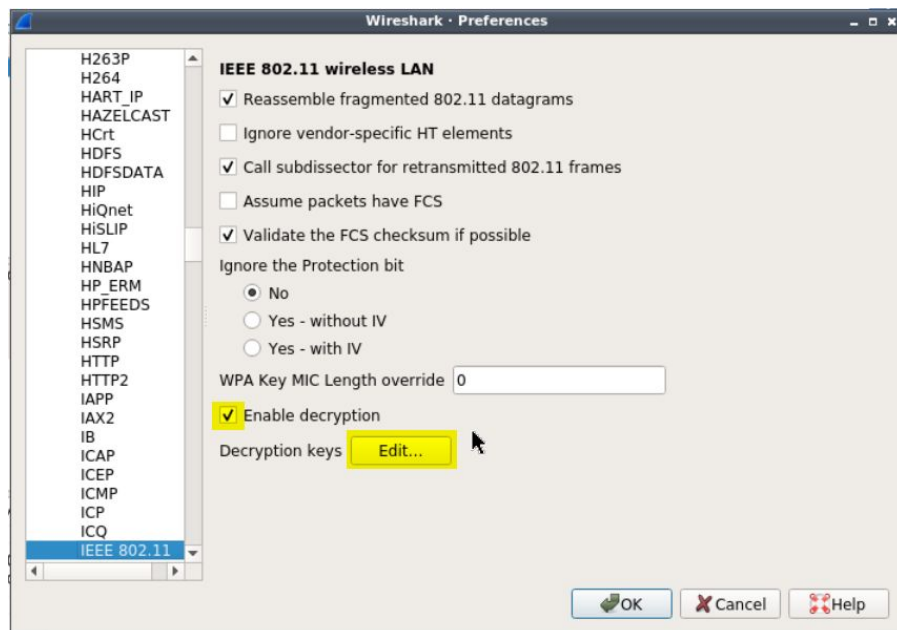 Wireshark · Preferences
H263P
H264
HART_IP
HAZELCAST
HCrt
HDFS
HDFSDATA
HIP
HiQnet
HiSLIP
HL7
HNBAP
HP_ERM
HPFEEDS
HSMS
HSRP
HTTP
HTTP2
IAPP
IAX2
IB
ICAP
ICEP
ICMP
ICP
ICQ
IEEE 802.11
IEEE 802.11 wireless LAN
Reassemble fragmented 802.11 datagrams
Ignore vendor-specific HT elements
Call subdissector for retransmitted 802.11 frames
Assume packets have FCS
Validate the FCS checksum if possible
Ignore the Protection bit
No
Yes - without IV
Yes - with IV
WPA Key MIC Length override 0
Enable decryption
Decryption keys Edit...
OK Cancel Help